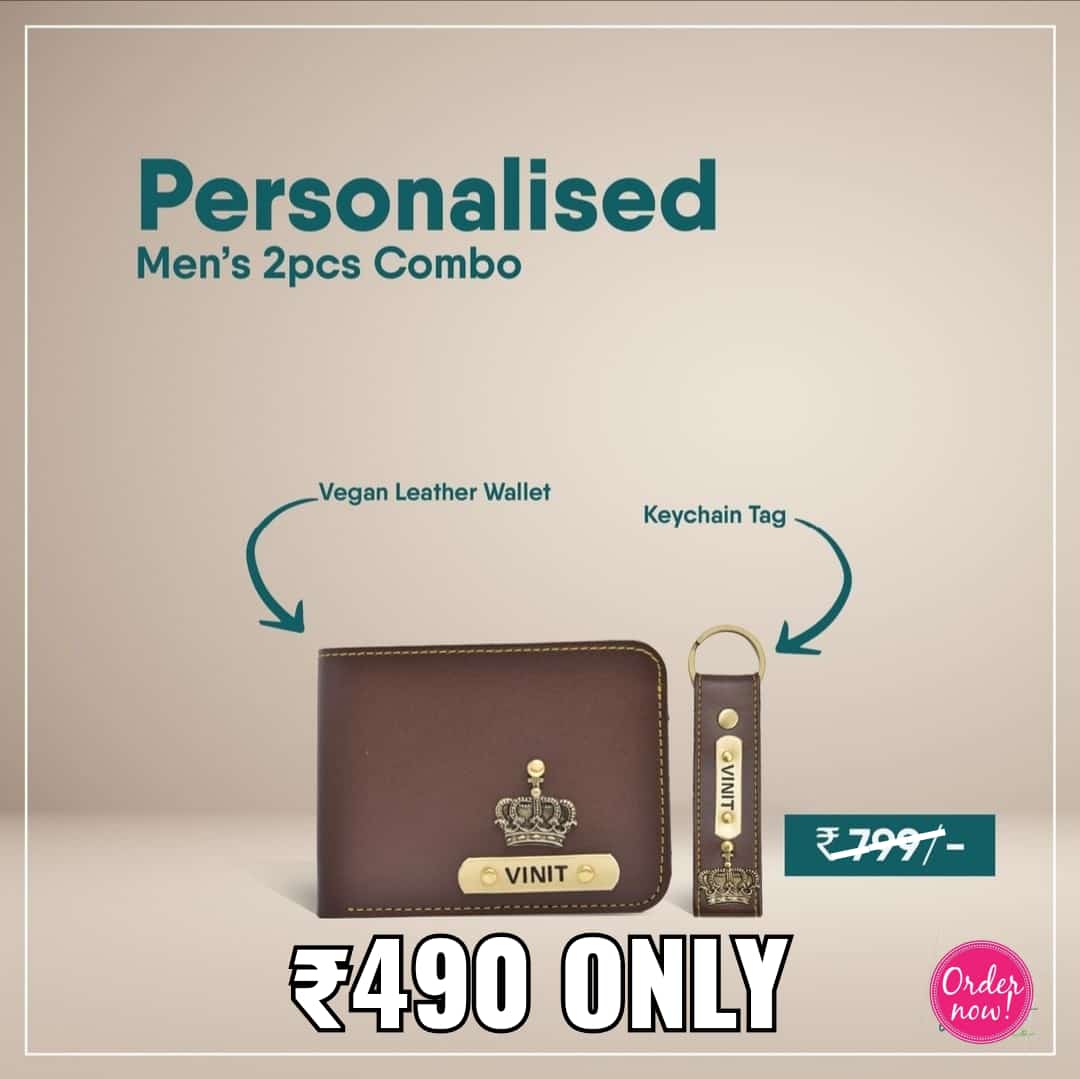 Personalised
Men's 2pcs Combo
Vegan Leather Wallet
Keychain Tag
VINIT
VINIT
₹ 799/-
₹490 ONLY
Order
now!